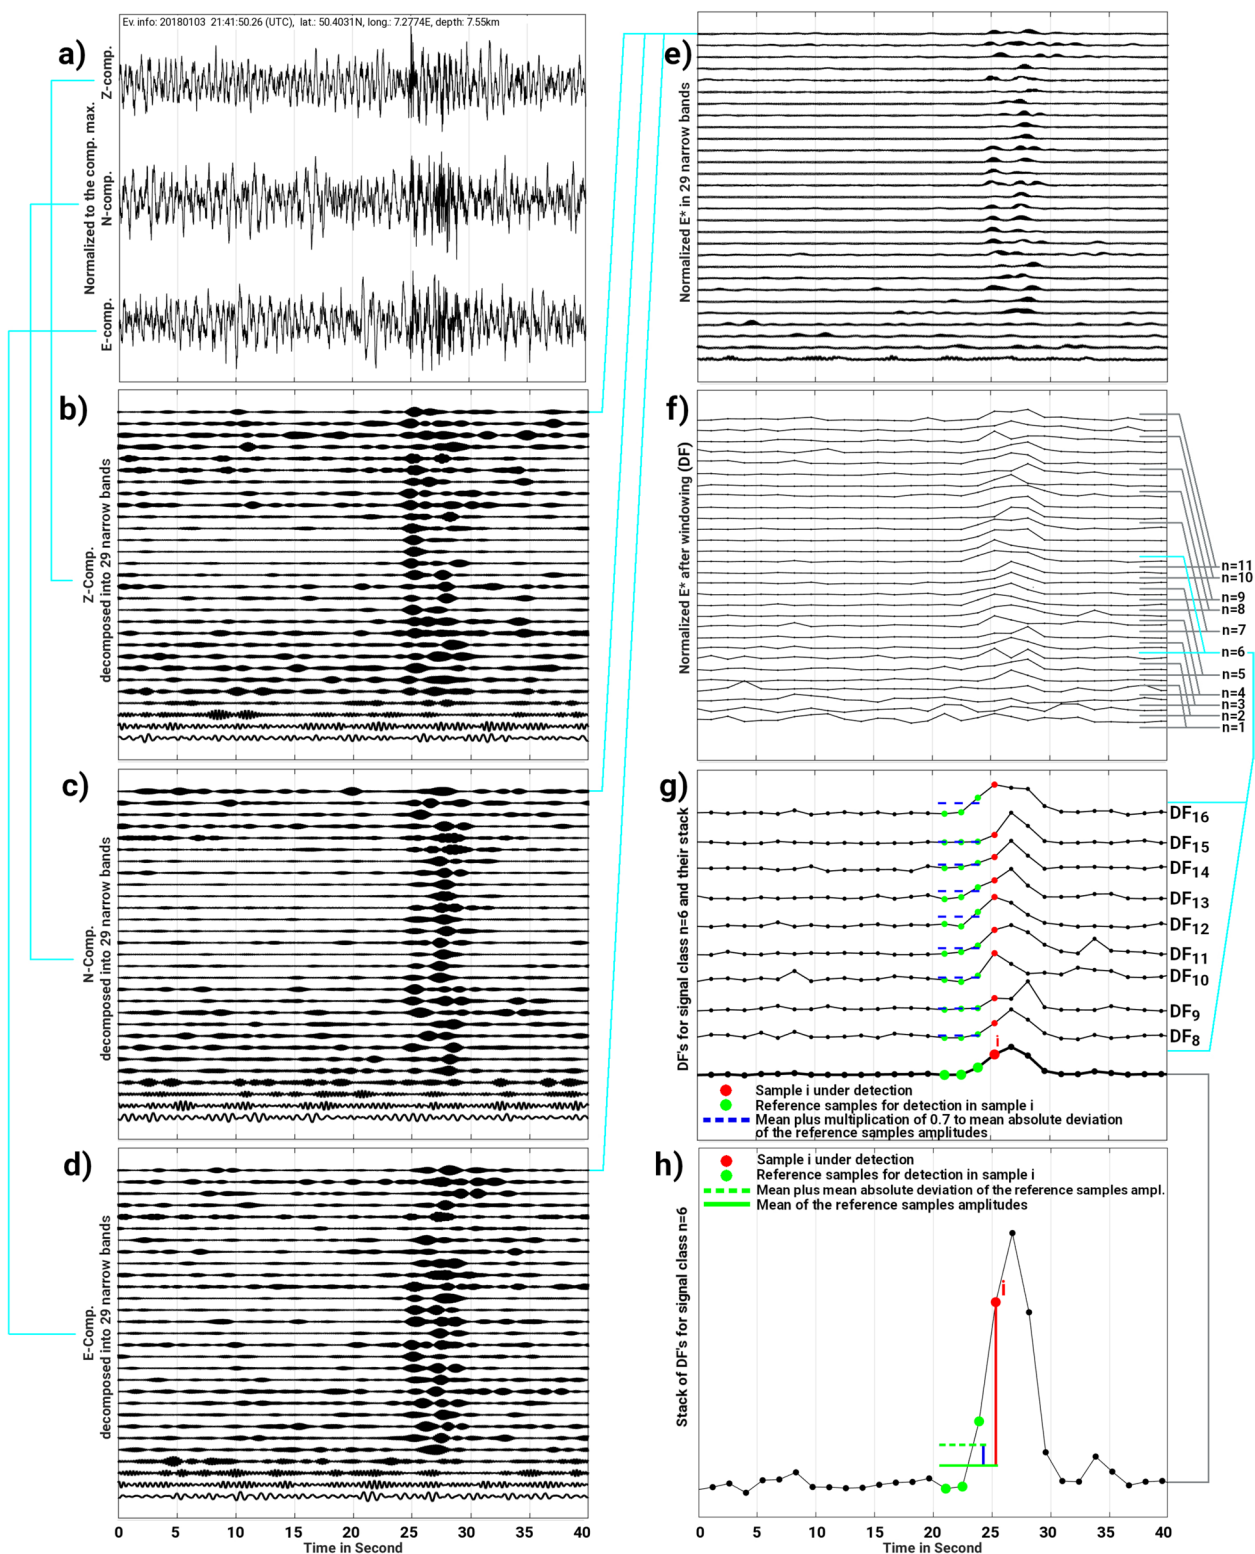 a)
Ev. info: 20180103 21:41:50.26 (UTC), lat.: 50.4031N, long.: 7.2774E, depth: 7.55km
Normalized to the comp. max.
Z-comp.
N-comp.
E-comp.
b)
Z-Comp.
decomposed into 29 narrow bands
c)
N-Comp.
decomposed into 29 narrow bands
d)
E-Comp.
decomposed into 29 narrow bands
0 5 10 15 20 25 30 35 40
Time in Second
e)
Normalized E* in 29 narrow bands
f)
Normalized E* after windowing (DF)
n=11
n=10
n=9
n=8
n=7
n=6
n=5
n=4
n=3
n=2
n=1
g)
DF's for signal class n=6 and their stack
DF16
DF15
DF14
DF13
DF12
DF11
DF10
DF9
DF8
i
Sample i under detection
Reference samples for detection in sample i
Mean plus multiplication of 0.7 to mean absolute deviation
of the reference samples amplitudes
h)
Stack of DF's for signal class n=6
Sample i under detection
Reference samples for detection in sample i
Mean plus mean absolute deviation of the reference samples ampl.
Mean of the reference samples amplitudes
i
0 5 10 15 20 25 30 35 40
Time in Second